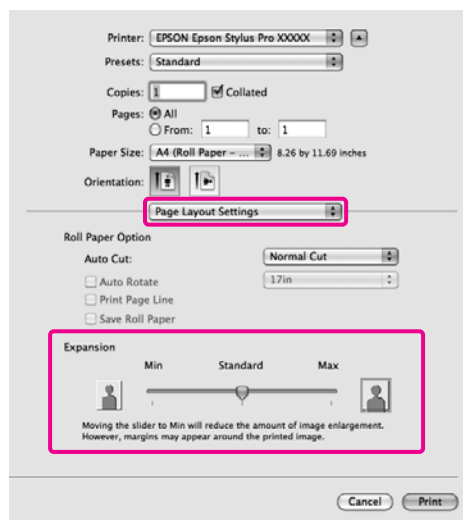 Printer: EPSON Epson Stylus Pro XXXXX
Presets: Standard
Copies: 1 Collated
Pages: All
From: 1 to: 1
Paper Size: A4 (Roll Paper – ... 8.26 by 11.69 inches
Orientation:
Page Layout Settings
Roll Paper Option
Auto Cut: Normal Cut
Auto Rotate 17in
Print Page Line
Save Roll Paper
Expansion
Min Standard Max
Moving the slider to Min will reduce the amount of image enlargement.
However, margins may appear around the printed image.
Cancel Print